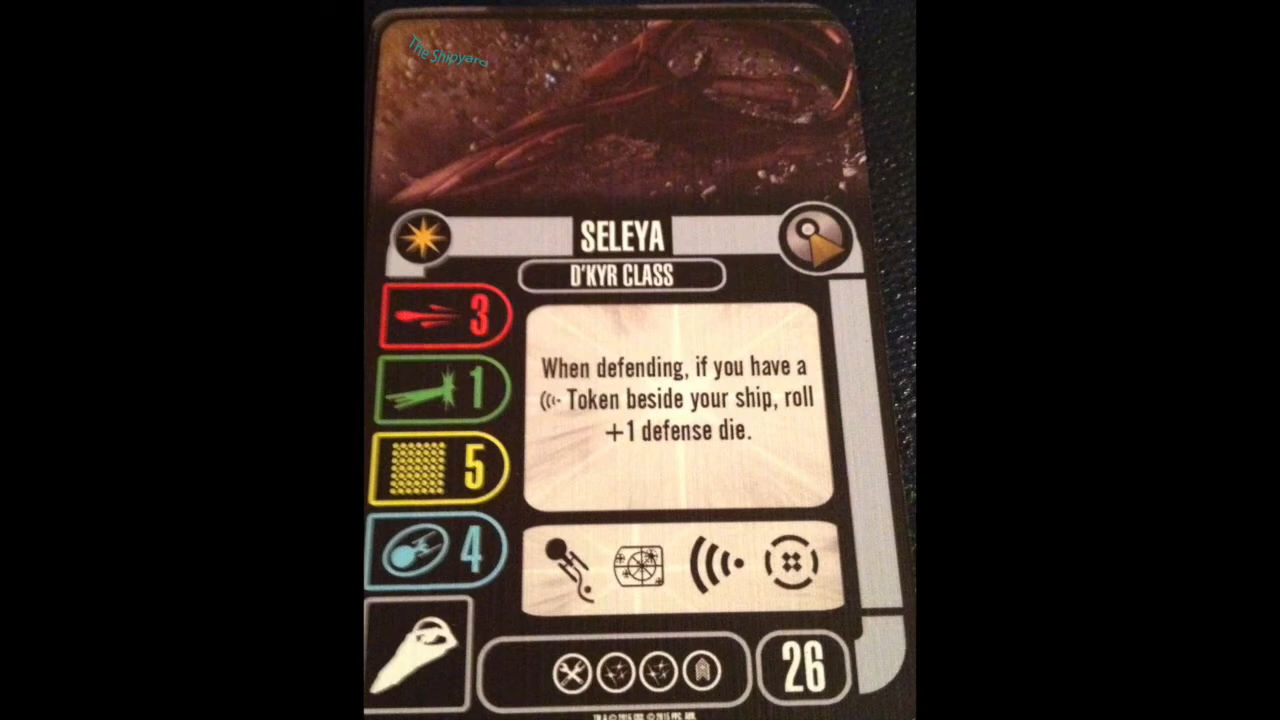 The Shipyard
SELEYA
D'KYR CLASS
3
When defending, if you have a
Token beside your ship, roll
+1 defense die.
1
5
4
26